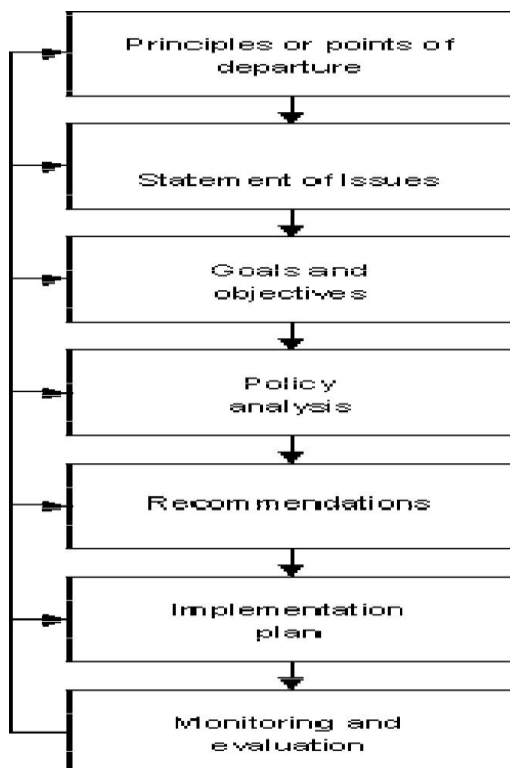 Principles or points of
departure
Statement of Issues
Goals and
objectives
Policy
analysis
Recommendations
Implementation
plan
Monitoring and
evaluation